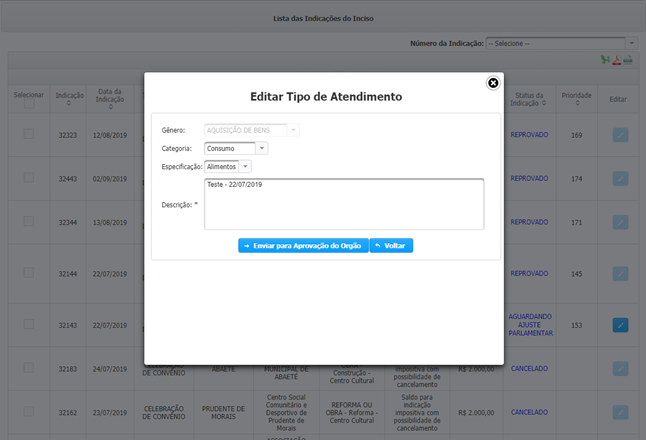 Lista das Indicações de Inciso
Número da Indicação: -- Selecione --
Selecionar
Indicação
Data da
Indicação
Status da
Indicação
Prioridade
Editar
Editar Tipo de Atendimento
Gênero: AQUISIÇÃO DE BENS
Categoria: Consumo
Especificação: Alimentos
Descrição: * Teste - 22/07/2019
Enviar para Aprovação do Orgão
Voltar
32323 12/08/2019 REPROVADO 169
32443 02/09/2019 REPROVADO 174
32344 13/08/2019 REPROVADO 171
32144 22/07/2019 REPROVADO 145
32143 22/07/2019 AGUARDANDO
AJUSTE
PARLAMENTAR
153
32183 24/07/2019
CELEBRAÇÃO
DE CONVÊNIO
ABAETÉ
MUNICIPAL DE
ABAETÉ
Construção -
Centro Cultural
impositiva com
possibilidade de
cancelamento
R$ 2.000,00 CANCELADO
32162 23/07/2019
CELEBRAÇÃO
DE CONVÊNIO
PRUDENTE DE
MORAIS
Centro Social
Comunitário e
Desportivo de
Prudente de
Morais
REFORMA OU
OBRA - Reforma -
Centro Cultural
Saldo para
indicação
impositiva com
possibilidade de
cancelamento
R$ 2.000,00 CANCELADO